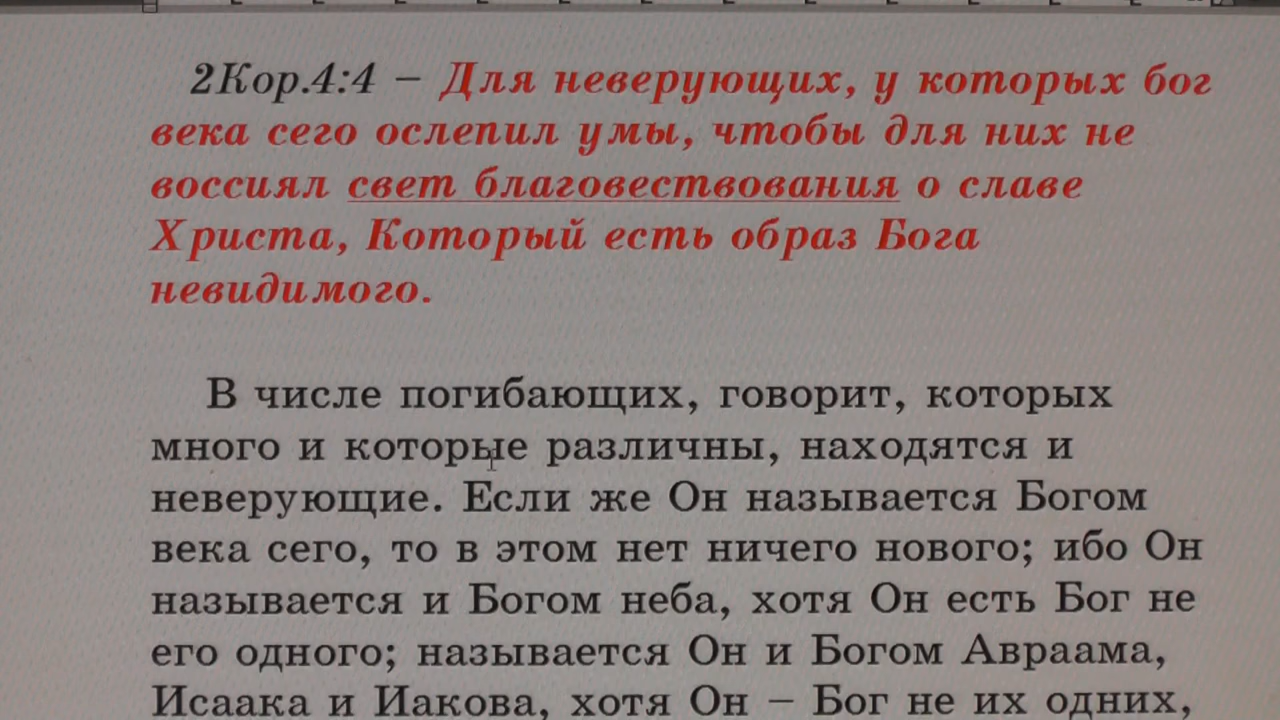 2Кор.4:4 – Для неверующих, у которых бог
века сего ослепил умы, чтобы для них не
воссиял свет благовествования о славе
Христа, Который есть образ Бога
невидимого.
В числе погибающих, говорит, которых
много и которые различны, находятся и
неверующие. Если же Он называется Богом
века сего, то в этом нет ничего нового; ибо Он
называется и Богом неба, хотя Он есть Бог не
его одного; называется Он и Богом Авраама,
Исаака и Иакова, хотя Он – Бог не их одних,